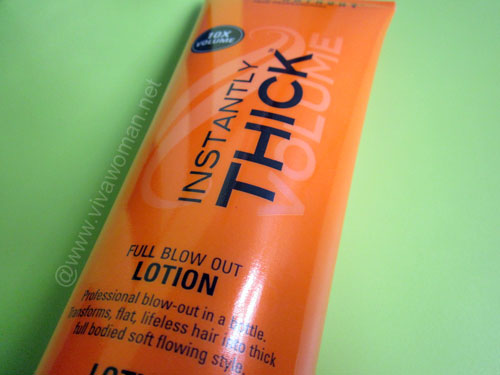 10X
VOLUME
INSTANTLY
THICK
VOLUME
FULL BLOW OUT
LOTION
Professional blow-out in a bottle.
Transforms, flat, lifeless hair into thick
full bodied soft flowing style.
@www.vivawoman.net